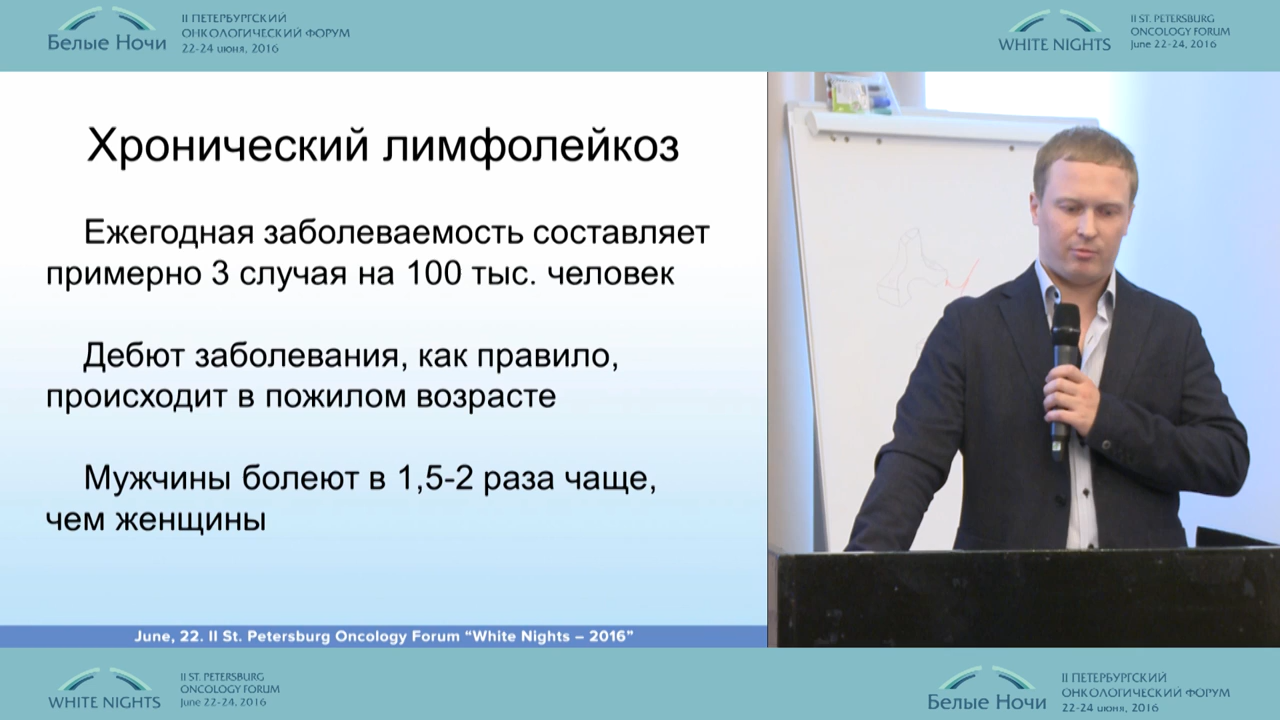 Белые Ночи
II ПЕТЕРБУРГСКИЙ
ОНКОЛОГИЧЕСКИЙ ФОРУМ
22-24 июня, 2016
WHITE NIGHTS
II ST. PETERSBURG
ONCOLOGY FORUM
June 22-24, 2016
Хронический лимфолейкоз
Ежегодная заболеваемость составляет
примерно 3 случая на 100 тыс. человек
Дебют заболевания, как правило,
происходит в пожилом возрасте
Мужчины болеют в 1,5-2 раза чаще,
чем женщины
June, 22. II St. Petersburg Oncology Forum “White Nights – 2016”
WHITE NIGHTS
II ST. PETERSBURG
ONCOLOGY FORUM
June 22-24, 2016
Белые Ночи
II ПЕТЕРБУРГСКИЙ
ОНКОЛОГИЧЕСКИЙ ФОРУМ
22-24 июня, 2016